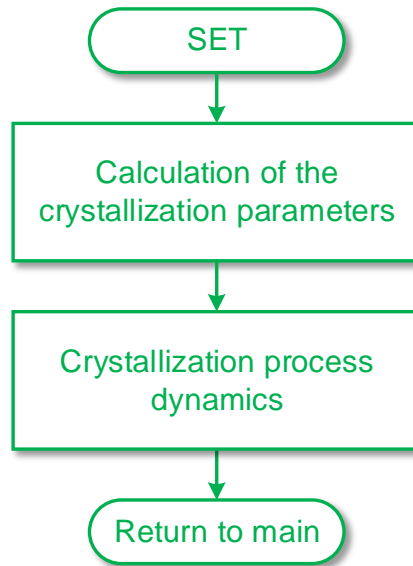 SET
Calculation of the
crystallization parameters
Crystallization process
dynamics
Return to main